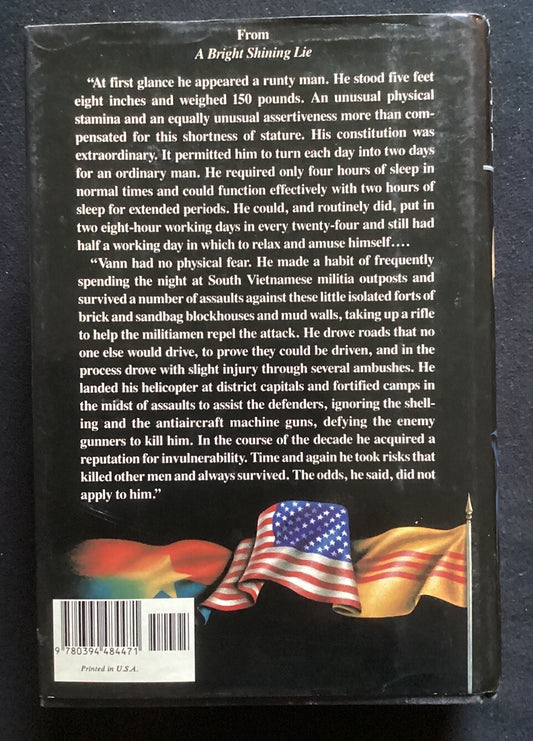 From
A Bright Shining Lie
“At first glance he appeared a runty man. He stood five feet
eight inches and weighed 150 pounds. An unusual physical
stamina and an equally unusual assertiveness more than com-
pensated for this shortness of stature. His constitution was
extraordinary. It permitted him to turn each day into two days
for an ordinary man. He required only four hours of sleep in
normal times and could function effectively with two hours of
sleep for extended periods. He could, and routinely did, put in
two eight-hour working days in every twenty-four and still had
half a working day in which to relax and amuse himself....
“Vann had no physical fear. He made a habit of frequently
spending the night at South Vietnamese militia outposts and
survived a number of assaults against these little isolated forts of
brick and sandbag blockhouses and mud walls, taking up a rifle
to help the militiamen repel the attack. He drove roads that no
one else would drive, to prove they could be driven, and in the
process drove with slight injury through several ambushes. He
landed his helicopter at district capitals and fortified camps in
the midst of assaults to assist the defenders, ignoring the shell-
ing and the antiaircraft machine guns, defying the enemy
gunners to kill him. In the course of the decade he acquired a
reputation for invulnerability. Time and again he took risks that
killed other men and always survived. The odds, he said, did not
apply to him.”
9 780394 484471
Printed in U.S.A.